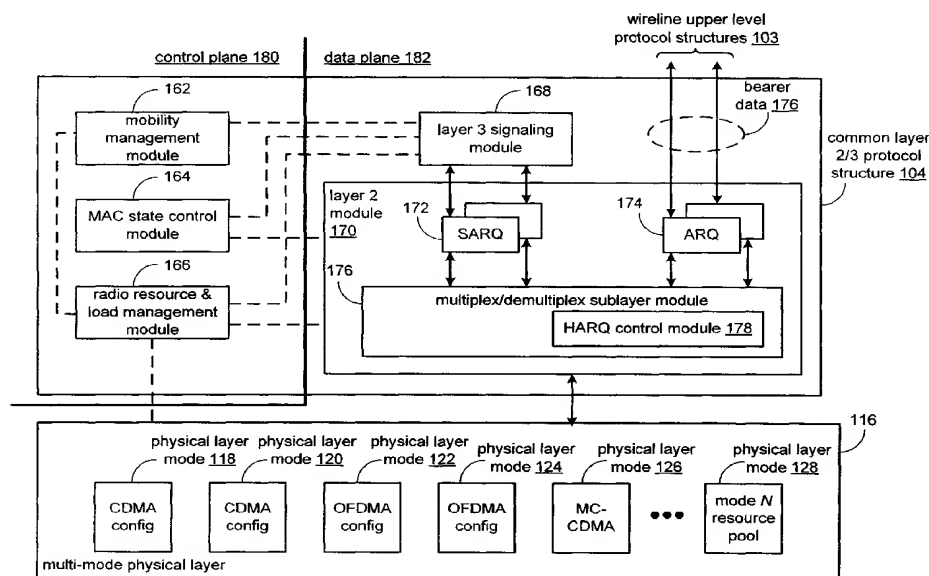 wireline upper level
protocol structures 103
control plane 180
data plane 182
162
mobility
management
module
168
layer 3 signaling
module
bearer
data 176
common layer
2/3 protocol
structure 104
164
MAC state control
module
layer 2
module
170
172
SARQ
174
ARQ
166
radio resource &
load management
module
176
multiplex/demultiplex sublayer module
HARQ control module 178
116
physical layer
mode 118
physical layer
mode 120
physical layer
mode 122
physical layer
mode 124
physical layer
mode 126
physical layer
mode 128
CDMA
config
CDMA
config
OFDMA
config
OFDMA
config
MC-
CDMA
mode N
resource
pool
multi-mode physical layer